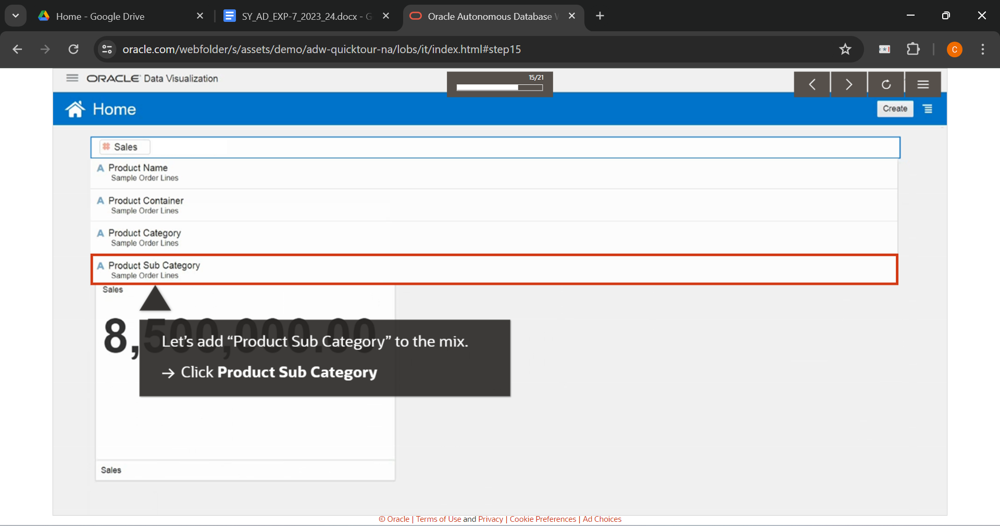 Home - Google Drive
SY_AD_EXP-7_2023_24.docx - G
Oracle Autonomous Database W
oracle.com/webfolder/s/assets/demo/adw-quicktour-na/lobs/it/index.html#step15
C
ORACLE Data Visualization
15/21
Home
Create
Sales
A Product Name
Sample Order Lines
A Product Container
Sample Order Lines
A Product Category
Sample Order Lines
A Product Sub Category
Sample Order Lines
Sales
8,500,000.00
Let's add “Product Sub Category” to the mix.
→ Click Product Sub Category
Sales
© Oracle | Terms of Use and Privacy | Cookie Preferences | Ad Choices